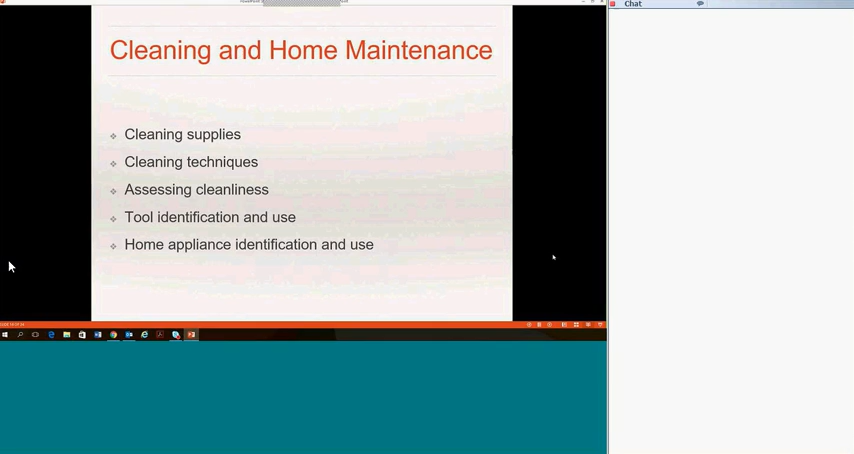 Chat
Cleaning and Home Maintenance
Cleaning supplies
Cleaning techniques
Assessing cleanliness
Tool identification and use
Home appliance identification and use